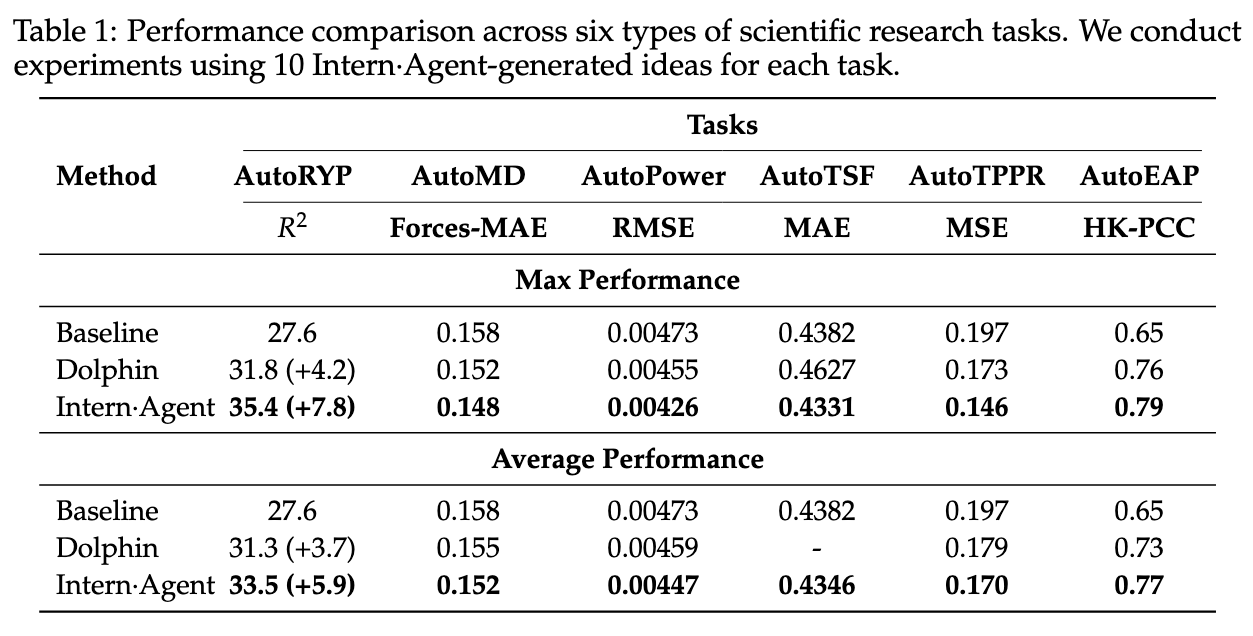 Table 1: Performance comparison across six types of scientific research tasks. We conduct
experiments using 10 Intern·Agent-generated ideas for each task.
Tasks
Method AutoRYP AutoMD AutoPower AutoTSF AutoTPPR AutoEAP
R² Forces-MAE RMSE MAE MSE HK-PCC
Max Performance
Baseline 27.6 0.158 0.00473 0.4382 0.197 0.65
Dolphin 31.8 (+4.2) 0.152 0.00455 0.4627 0.173 0.76
Intern·Agent 35.4 (+7.8) 0.148 0.00426 0.4331 0.146 0.79
Average Performance
Baseline 27.6 0.158 0.00473 0.4382 0.197 0.65
Dolphin 31.3 (+3.7) 0.155 0.00459 - 0.179 0.73
Intern·Agent 33.5 (+5.9) 0.152 0.00447 0.4346 0.170 0.77